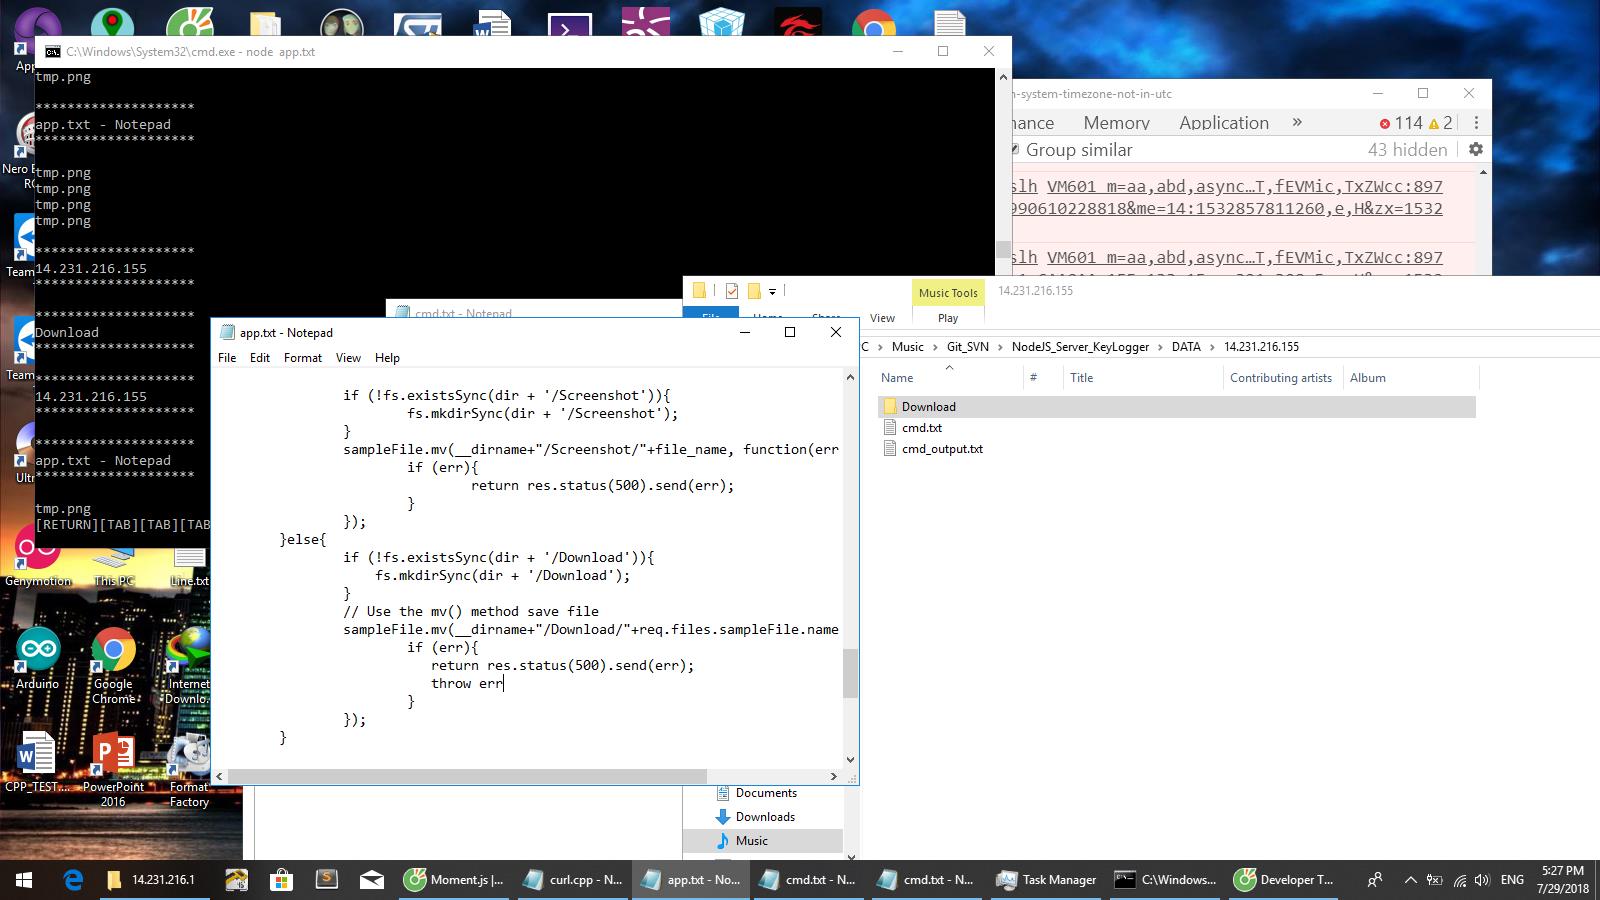 C:\Windows\System32\cmd.exe - node  app.txt
tmp.png
********************
app.txt - Notepad
********************
tmp.png
tmp.png
tmp.png
tmp.png
********************
14.231.216.155
********************
********************
Download
********************
********************
14.231.216.155
********************
********************
app.txt - Notepad
********************
tmp.png
[RETURN][TAB][TAB][TAB
n-system-timezone-not-in-utc
nance Memory Application » 114 2
Group similar 43 hidden
slh VM601 m=aa,abd,async…T,fEVMic,TxZWcc:897
990610228818&me=14:1532857811260,e,H&zx=1532
slh VM601 m=aa,abd,async…T,fEVMic,TxZWcc:897
cmd.txt - Notepad
Music Tools 14.231.216.155
File Home Share View Play
C > Music > Git_SVN > NodeJS_Server_KeyLogger > DATA > 14.231.216.155
Name # Title Contributing artists Album
Download
cmd.txt
cmd_output.txt
app.txt - Notepad
File Edit Format View Help
if (!fs.existsSync(dir + '/Screenshot')){
fs.mkdirSync(dir + '/Screenshot');
}
sampleFile.mv(__dirname+"/Screenshot/"+file_name, function(err
if (err){
return res.status(500).send(err);
}
});
}else{
if (!fs.existsSync(dir + '/Download')){
fs.mkdirSync(dir + '/Download');
}
// Use the mv() method save file
sampleFile.mv(__dirname+"/Download/"+req.files.sampleFile.name
if (err){
return res.status(500).send(err);
throw err
}
});
}
Documents
Downloads
Music
App
Nero E
RO
Team
Team
Ultr
Genymotion
This PC
Line.txt
Arduino
Google
Chrome
Internet
Downlo...
CPP_TEST....
PowerPoint
2016
Format
Factory
14.231.216.1
Moment.js |...
curl.cpp - N...
app.txt - No...
cmd.txt - N...
cmd.txt - N...
Task Manager
C:\Windows...
Developer T...
ENG
5:27 PM
7/29/2018